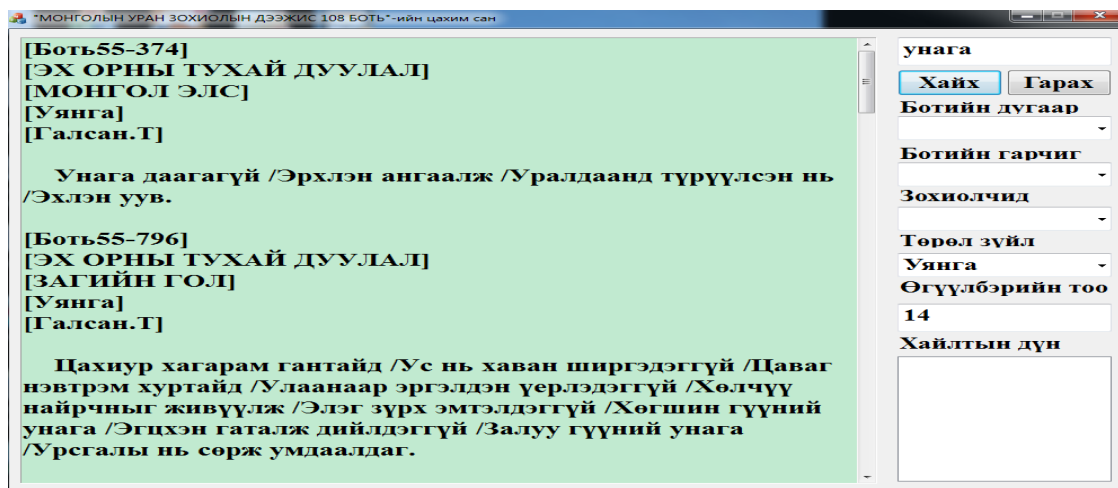 "МОНГОЛЫН УРАН ЗОХИОЛЫН ДЭЭЖИС 108 БОТЬ"-ийн цахим сан
[Боть55-374]
[ЭХ ОРНЫ ТУХАЙ ДУУЛАЛ]
[МОНГОЛ ЭЛС]
[Уянга]
[Галсан.Т]
Унага даагагүй /Эрхлэн ангаалж /Уралдаанд түрүүлсэн нь
/Эхлэн уув.
[Боть55-796]
[ЭХ ОРНЫ ТУХАЙ ДУУЛАЛ]
[ЗАГИЙН ГОЛ]
[Уянга]
[Галсан.Т]
Цахиур хагарам гантайд /Ус нь хаван ширгэдэггүй /Цаваг
нэвтрэм хуртайд /Улаанаар эргэлдэн үерлэдэггүй /Хөлчүү
найрчныг живүүлж /Элэг зүрх эмтэлдэггүй /Хөгшин гүүний
унага /Эгцхэн гаталж дийлдэггүй /Залуу гүүний унага
/Урсгалы нь сөрж умдаалдаг.
унага
Хайх
Гарах
Ботийн дугаар
Ботийн гарчиг
Зохиолчид
Төрөл зүйл
Уянга
Өгүүлбэрийн тоо
14
Хайлтын дүн